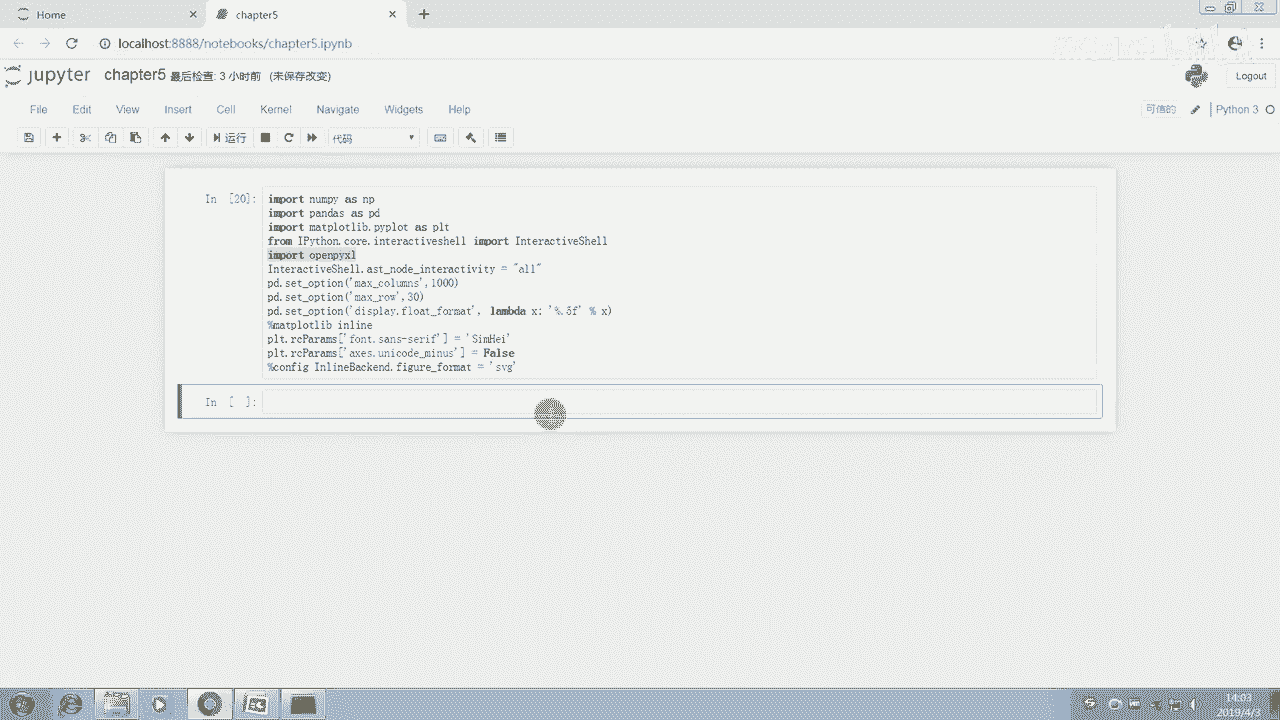 Home
chapter5
localhost:8888/notebooks/chapter5.ipynb
jupyter chapter5 最后检查: 3 小时前 (未保存改变)
Logout
File Edit View Insert Cell Kernel Navigate Widgets Help
可信的 Python 3
运行 代码
In [20]:
import numpy as np
import pandas as pd
import matplotlib.pyplot as plt
from IPython.core.interactiveshell import InteractiveShell
import openpyxl
InteractiveShell.ast_node_interactivity = "all"
pd.set_option('max_columns',1000)
pd.set_option('max_row',30)
pd.set_option('display.float_format', lambda x: '%.5f' % x)
%matplotlib inline
plt.rcParams['font.sans-serif'] = 'SimHei'
plt.rcParams['axes.unicode_minus'] = False
%config InlineBackend.figure_format = 'svg'
In [ ]:
14:03
2019/4/3